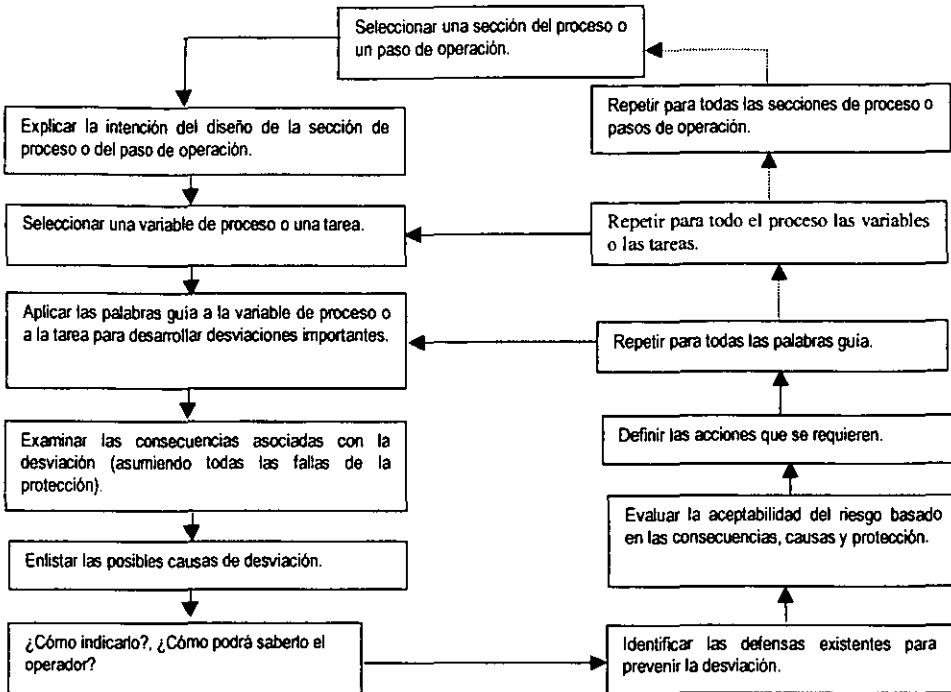 Seleccionar una sección del proceso o
un paso de operación.
Explicar la intención del diseño de la sección de
proceso o del paso de operación.
Seleccionar una variable de proceso o una tarea.
Aplicar las palabras guía a la variable de proceso o
a la tarea para desarrollar desviaciones importantes.
Examinar las consecuencias asociadas con la
desviación (asumiendo todas las fallas de la
protección).
Enlistar las posibles causas de desviación.
¿Cómo indicarlo?, ¿Cómo podrá saberlo el
operador?
Identificar las defensas existentes para
prevenir la desviación.
Evaluar la aceptabilidad del riesgo basado
en las consecuencias, causas y protección.
Definir las acciones que se requieren.
Repetir para todas las palabras guía.
Repetir para todo el proceso las variables
o las tareas.
Repetir para todas las secciones de proceso o
pasos de operación.